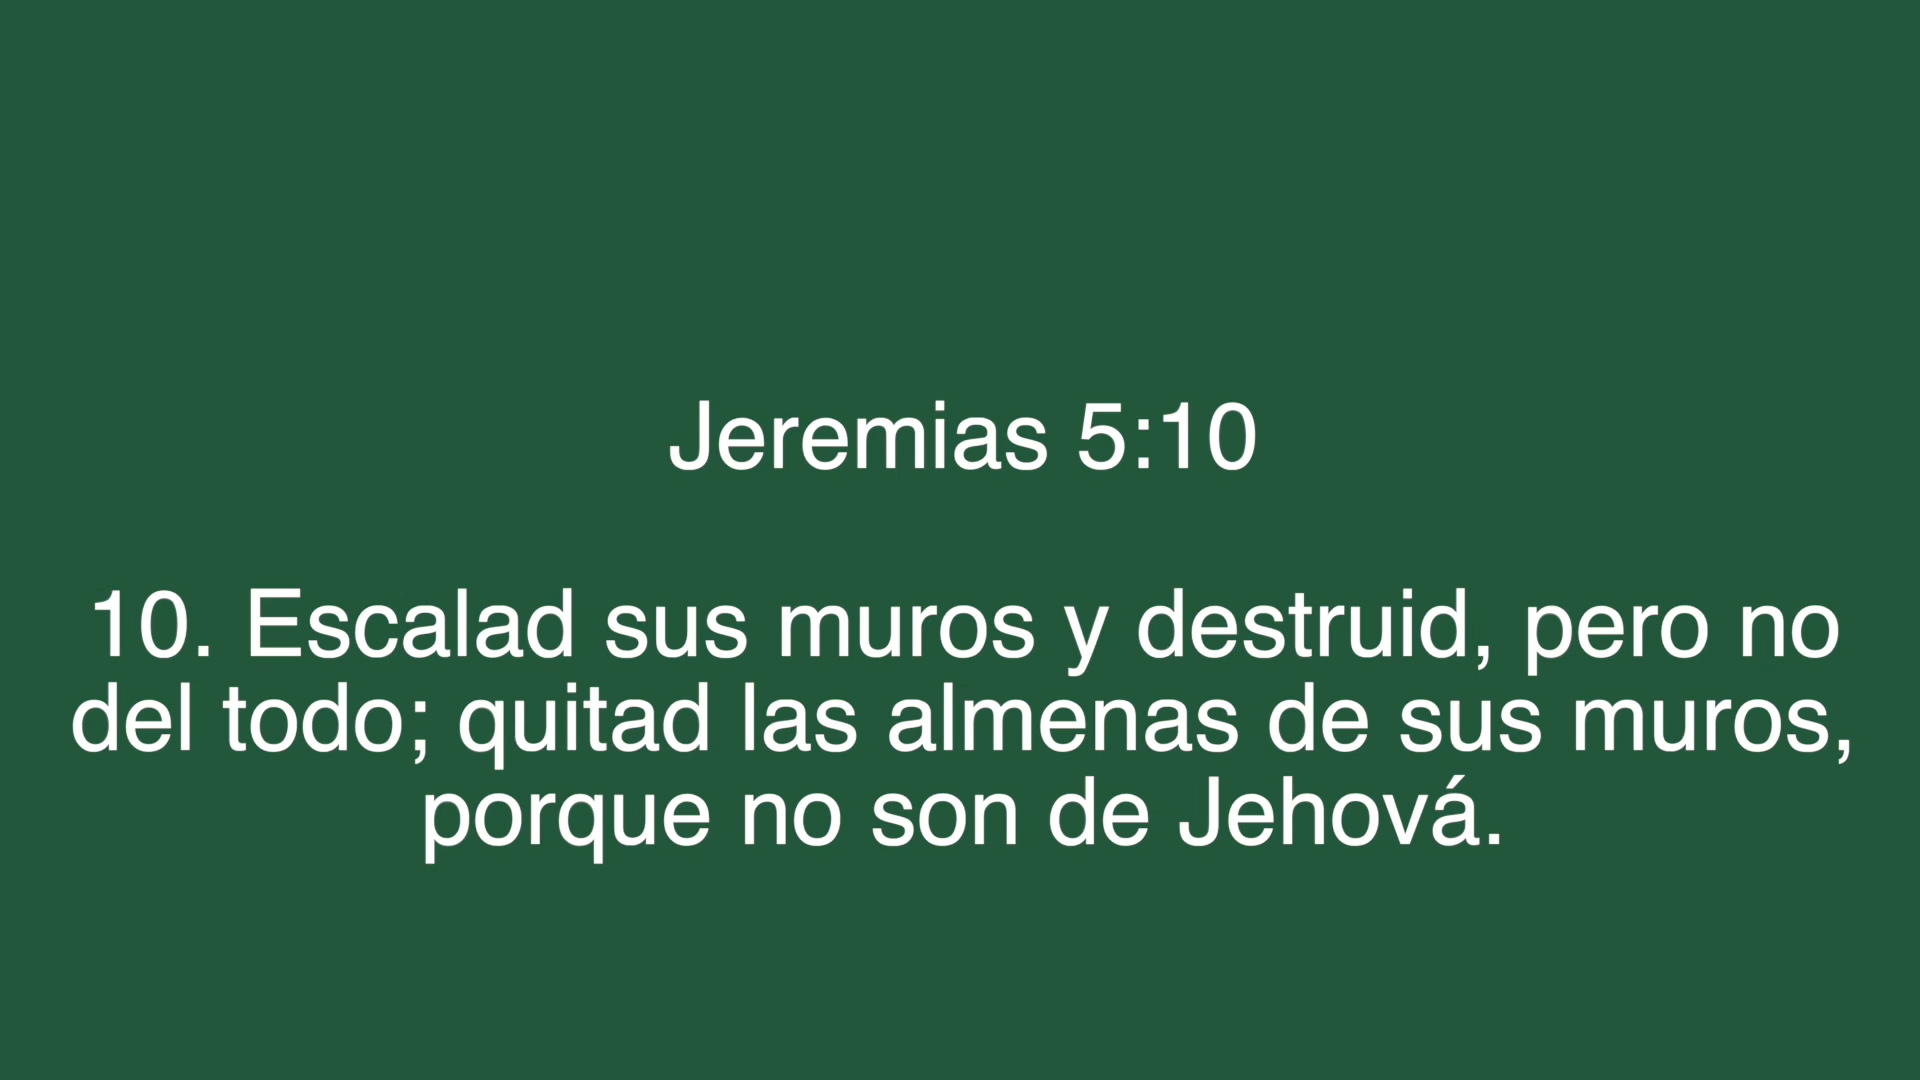 Jeremias 5:10
10. Escalad sus muros y destruid, pero no
del todo; quitad las almenas de sus muros,
porque no son de Jehová.